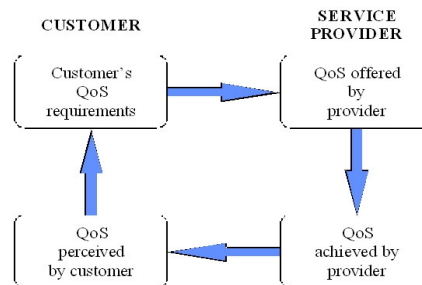 CUSTOMER
SERVICE
PROVIDER
Customer`s
QoS
requirements
QoS offered
by
provider
QoS
perceived
by customer
QoS
achieved by
provider